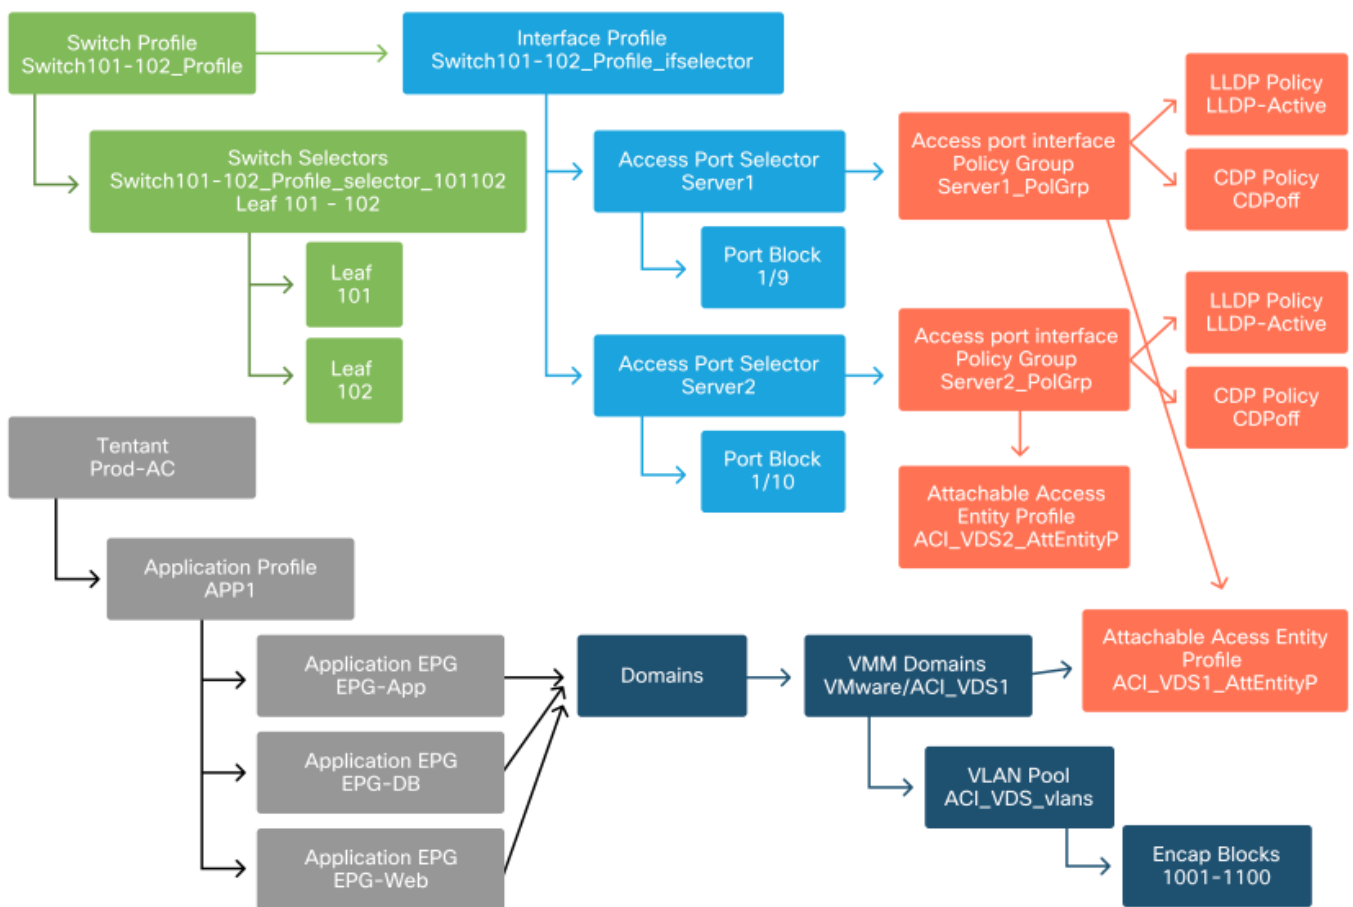 Switch Profile
Switch101-102_Profile
Interface Profile
Switch101-102_Profile_ifselector
LLDP Policy
LLDP-Active
Switch Selectors
Switch101-102_Profile_selector_101102
Leaf 101 - 102
Access Port Selector
Server1
Access port interface
Policy Group
Server1_PolGrp
CDP Policy
CDPoff
Leaf
101
Port Block
1/9
LLDP Policy
LLDP-Active
Leaf
102
Access Port Selector
Server2
Access port interface
Policy Group
Server2_PolGrp
CDP Policy
CDPoff
Tentant
Prod-AC
Port Block
1/10
Attachable Access
Entity Profile
ACI_VDS2_AttEntityP
Application Profile
APP1
Application EPG
EPG-App
Domains
VMM Domains
VMware/ACI_VDS1
Attachable Acess Entity
Profile
ACI_VDS1_AttEntityP
Application EPG
EPG-DB
VLAN Pool
ACI_VDS_vlans
Application EPG
EPG-Web
Encap Blocks
1001-1100